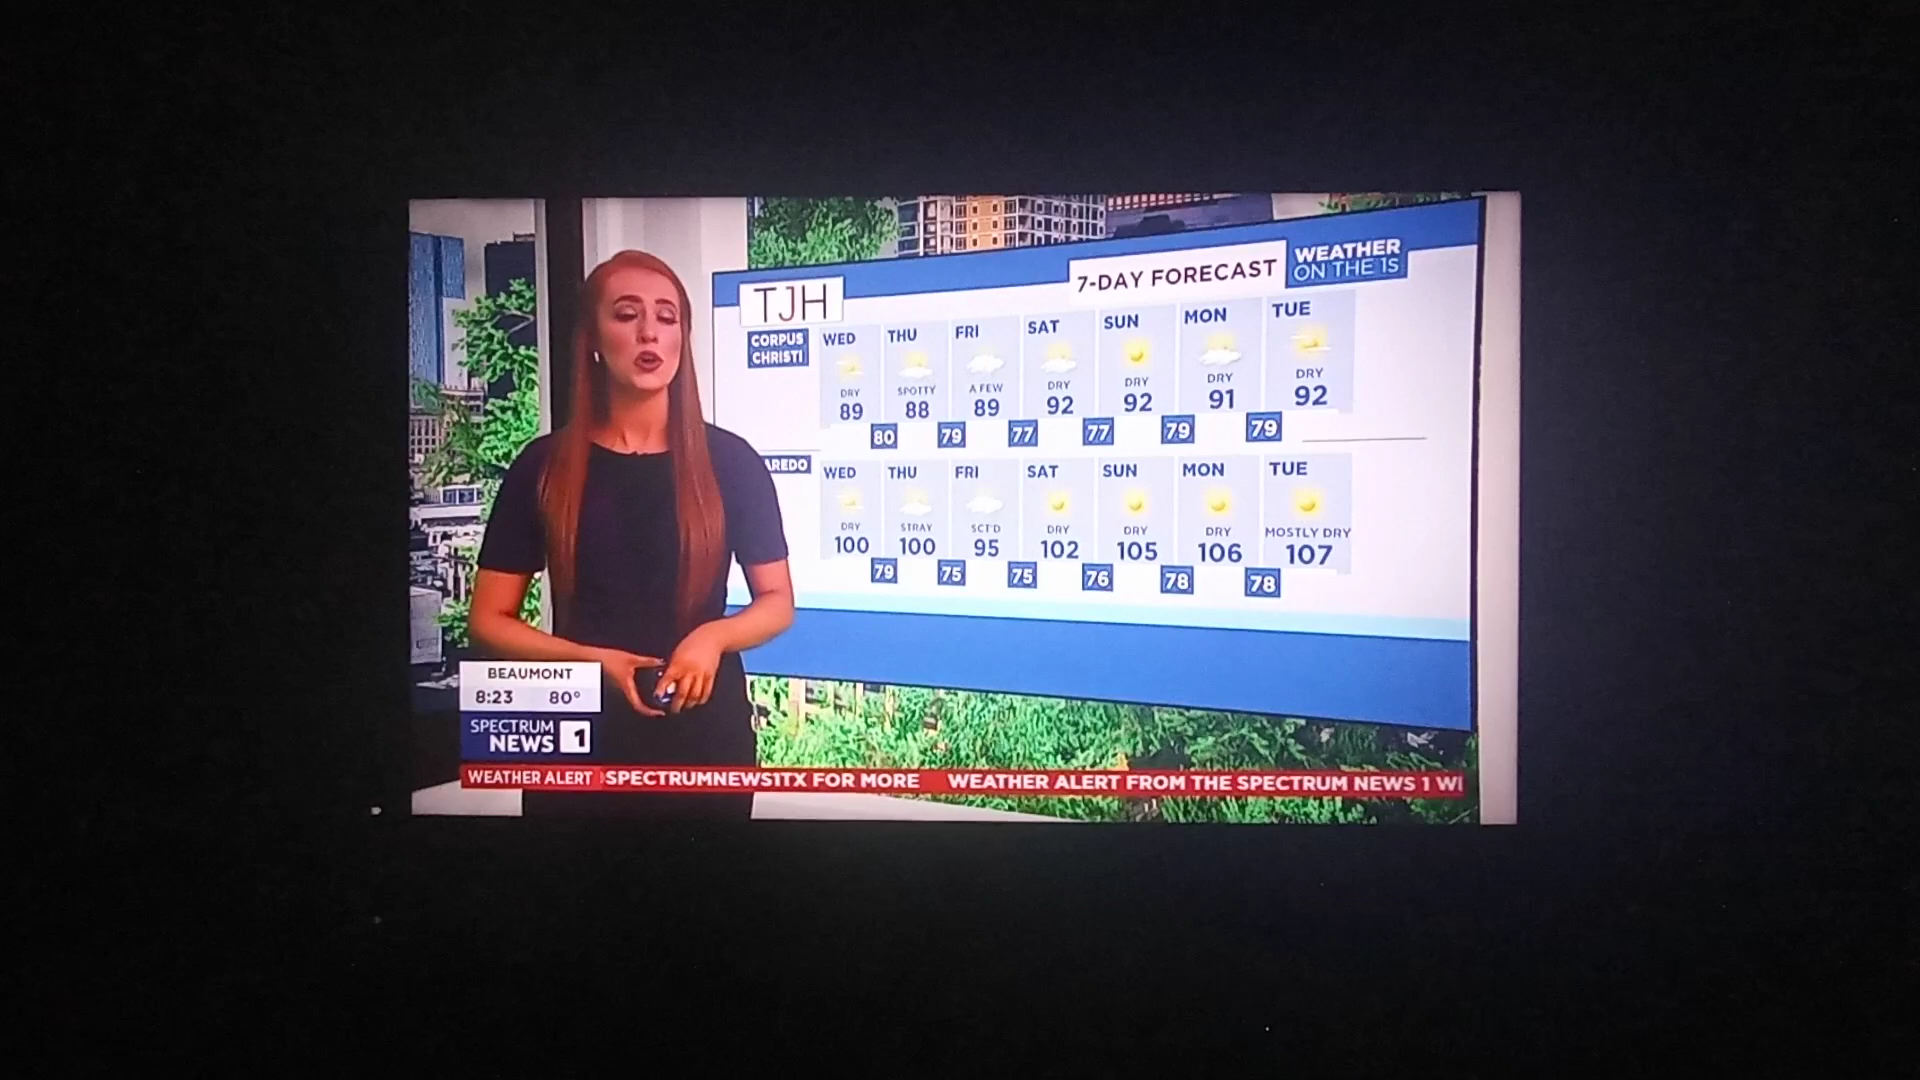 WEATHER
ON THE 1S
7-DAY FORECAST
TJH
CORPUS
CHRISTI
WED THU FRI SAT SUN MON TUE
DRY SPOTTY A FEW DRY DRY DRY DRY
89 88 89 92 92 91 92
80 79 77 77 79 79
AREDO
WED THU FRI SAT SUN MON TUE
DRY STRAY SCT'D DRY DRY DRY MOSTLY DRY
100 100 95 102 105 106 107
79 75 75 76 78 78
BEAUMONT
8:23 80°
SPECTRUM
NEWS 1
WEATHER ALERT SPECTRUMNEWS1TX FOR MORE WEATHER ALERT FROM THE SPECTRUM NEWS 1 WI